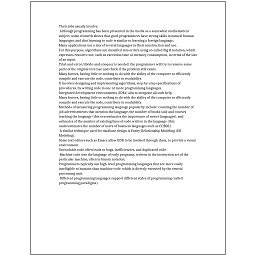 Their jobs usually involve:
Although programming has been presented in the media as a somewhat mathematical
subject, some research shows that good programmers have strong skills in natural human
languages, and that learning to code is similar to learning a foreign language.
Many applications use a mix of several languages in their construction and use.
For this purpose, algorithms are classified into orders using so-called Big O notation, which
expresses resource use, such as execution time or memory consumption, in terms of the size
of an input.
Trial-and-error/divide-and-conquer is needed: the programmer will try to remove some
parts of the original test case and check if the problem still exists.
Many factors, having little or nothing to do with the ability of the computer to efficiently
compile and execute the code, contribute to readability.
It involves designing and implementing algorithms, step-by-step specifications of
procedures, by writing code in one or more programming languages.
Integrated development environments (IDEs) aim to integrate all such help.
Many factors, having little or nothing to do with the ability of the computer to efficiently
compile and execute the code, contribute to readability.
Methods of measuring programming language popularity include: counting the number of
job advertisements that mention the language, the number of books sold and courses
teaching the language (this overestimates the importance of newer languages), and
estimates of the number of existing lines of code written in the language (this
underestimates the number of users of business languages such as COBOL).
A similar technique used for database design is Entity-Relationship Modeling (ER
Modeling).
Some text editors such as Emacs allow GDB to be invoked through them, to provide a visual
environment.
Unreadable code often leads to bugs, inefficiencies, and duplicated code.
Machine code was the language of early programs, written in the instruction set of the
particular machine, often in binary notation.
Programmers typically use high-level programming languages that are more easily
intelligible to humans than machine code, which is directly executed by the central
processing unit.
Different programming languages support different styles of programming (called
programming paradigms).